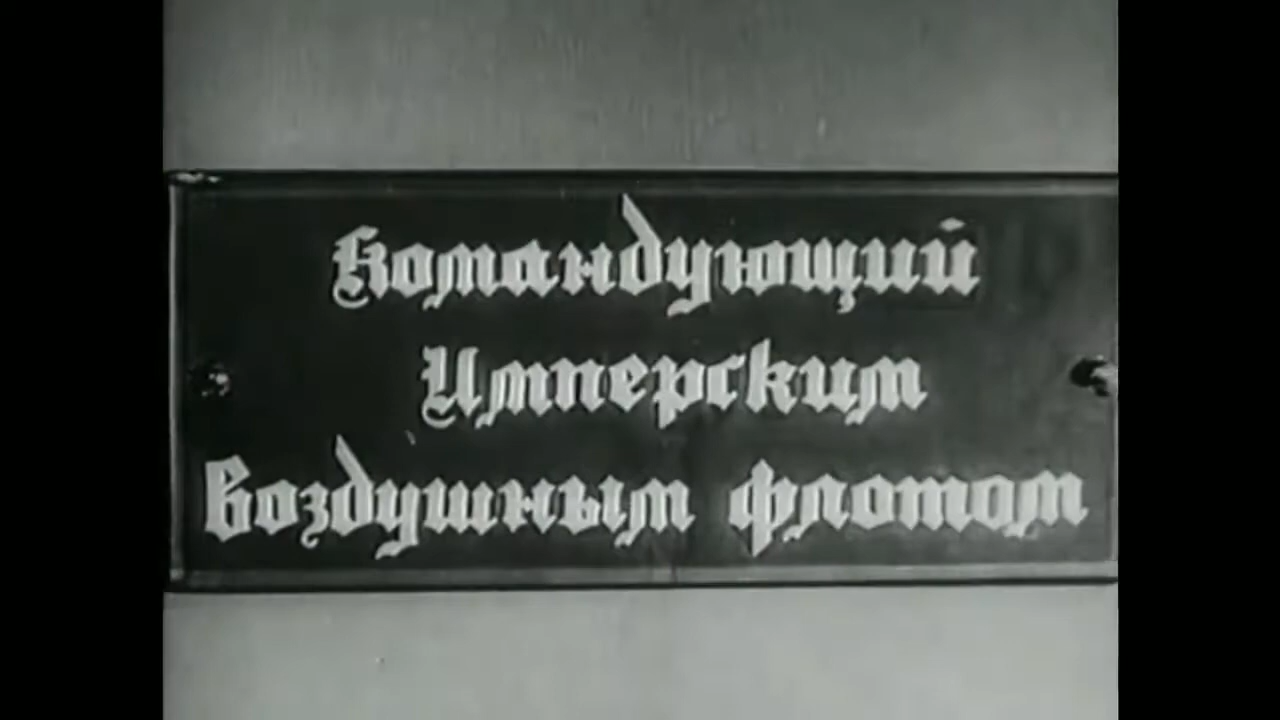 Командующий
Имперским
воздушным флотом